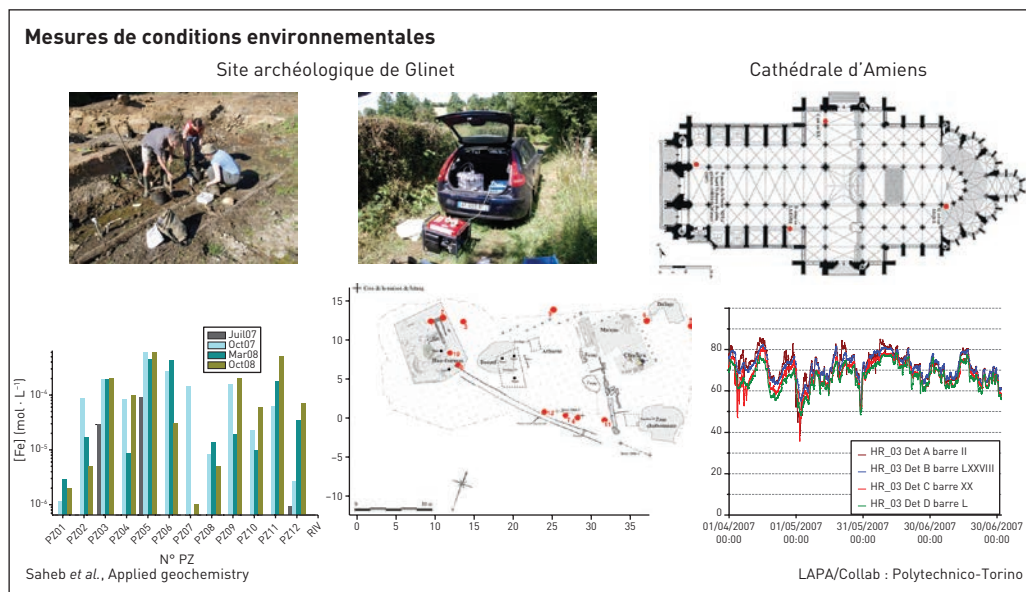 Mesures de conditions environnementales
Site archéologique de Glinet
Cathédrale d'Amiens
Juil07
Oct07
Mar08
Oct08
[Fe] (mol · L⁻¹)
10⁻⁴
10⁻⁵
10⁻⁶
PZ01
PZ02
PZ03
PZ04
PZ05
PZ06
PZ07
PZ08
PZ09
PZ10
PZ11
PZ12
RIV
N° PZ
15
10
5
0
−5
−10
0
5
10
15
20
25
30
35
100
80
60
40
20
0
HR_03 Det A barre II
HR_03 Det B barre LXXVIII
HR_03 Det C barre XX
HR_03 Det D barre L
01/04/2007 01/05/2007 31/05/2007 30/06/2007 30/06/2007
00:00 00:00 00:00 00:00 00:00
Saheb et al., Applied geochemistry
LAPA/Collab : Polytechnico-Torino